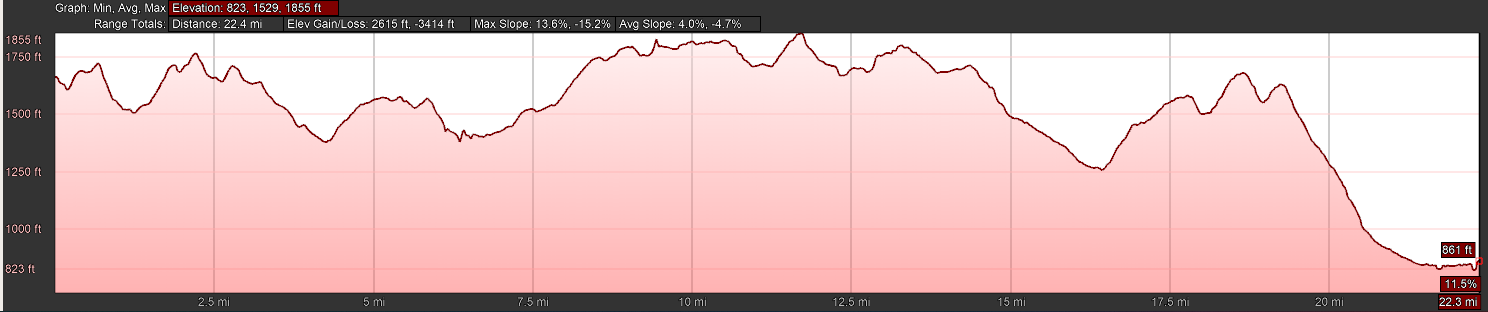 Graph: Min, Avg, Max Elevation: 823, 1529, 1855 ft
Range Totals: Distance: 22.4 mi Elev Gain/Loss: 2615 ft, -3414 ft Max Slope: 13.6%, -15.2% Avg Slope: 4.0%, -4.7%
1855 ft
1750 ft
1500 ft
1250 ft
1000 ft
861 ft
823 ft
11.5%
2.5 mi 5 mi 7.5 mi 10 mi 12.5 mi 15 mi 17.5 mi 20 mi 22.3 mi